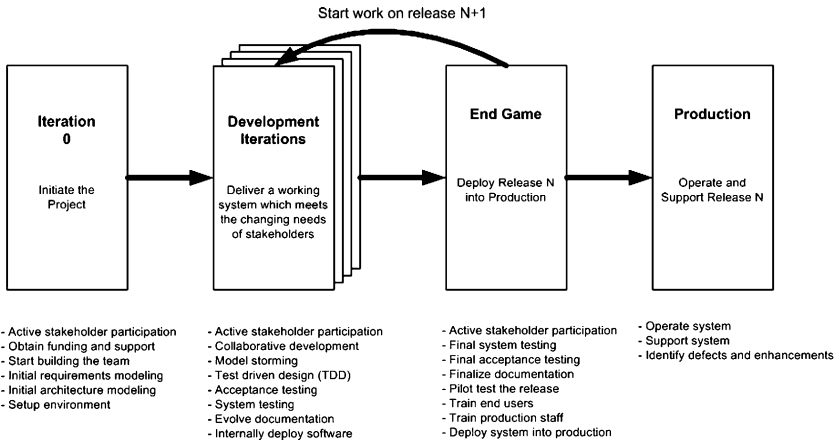 Start work on release N+1
Iteration
0
Initiate the
Project
Development
Iterations
Deliver a working
system which meets
the changing needs
of stakeholders
End Game
Deploy Release N
into Production
Production
Operate and
Support Release N
- Active stakeholder participation
- Obtain funding and support
- Start building the team
- Initial requirements modeling
- Initial architecture modeling
- Setup environment
- Active stakeholder participation
- Collaborative development
- Model storming
- Test driven design (TDD)
- Acceptance testing
- System testing
- Evolve documentation
- Internally deploy software
- Active stakeholder participation
- Final system testing
- Final acceptance testing
- Finalize documentation
- Pilot test the release
- Train end users
- Train production staff
- Deploy system into production
- Operate system
- Support system
- Identify defects and enhancements